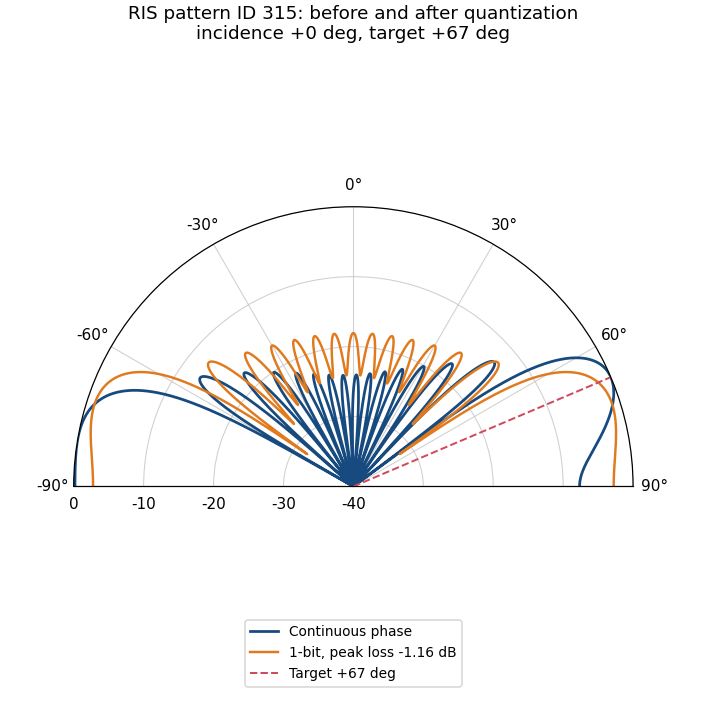 RIS pattern ID 315: before and after quantization
incidence +0 deg, target +67 deg
0°
-30°
30°
-60°
60°
-90°
90°
0
-10
-20
-30
-40
Continuous phase
1-bit, peak loss -1.16 dB
Target +67 deg